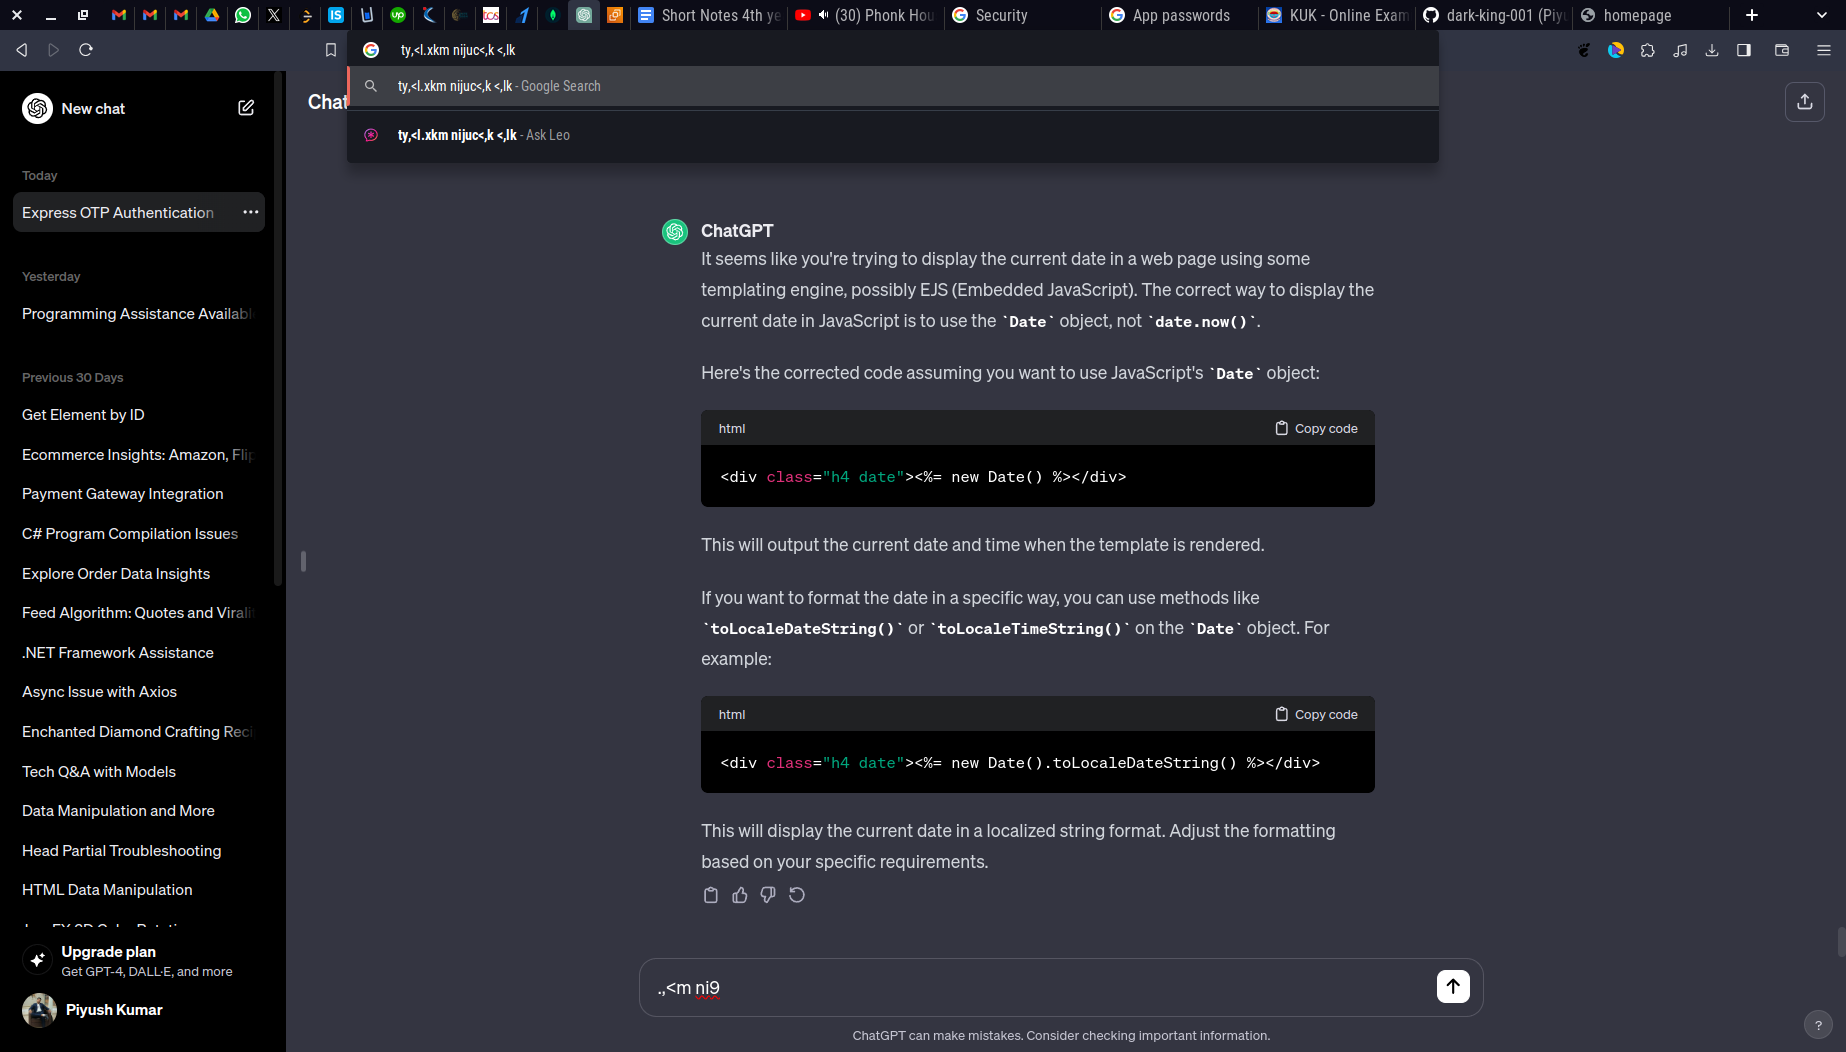 Short Notes 4th ye
(30) Phonk Hou
Security
App passwords
KUK - Online Exam
dark-king-001 (Piyu
homepage
ty,<l.xkm nijuc<,k <,lk
ty,<l.xkm nijuc<,k <,lk - Google Search
ty,<l.xkm nijuc<,k <,lk - Ask Leo
New chat
Chat
Today
Express OTP Authentication
Yesterday
Programming Assistance Availabl
Previous 30 Days
Get Element by ID
Ecommerce Insights: Amazon, Flip
Payment Gateway Integration
C# Program Compilation Issues
Explore Order Data Insights
Feed Algorithm: Quotes and Virali
.NET Framework Assistance
Async Issue with Axios
Enchanted Diamond Crafting Reci
Tech Q&A with Models
Data Manipulation and More
Head Partial Troubleshooting
HTML Data Manipulation
Upgrade plan
Get GPT-4, DALL·E, and more
Piyush Kumar
ChatGPT
It seems like you're trying to display the current date in a web page using some
templating engine, possibly EJS (Embedded JavaScript). The correct way to display the
current date in JavaScript is to use the `Date` object, not `date.now()`.
Here's the corrected code assuming you want to use JavaScript's `Date` object:
html
Copy code
<div class="h4 date"><%= new Date() %></div>
This will output the current date and time when the template is rendered.
If you want to format the date in a specific way, you can use methods like
`toLocaleDateString()` or `toLocaleTimeString()` on the `Date` object. For
example:
html
Copy code
<div class="h4 date"><%= new Date().toLocaleDateString() %></div>
This will display the current date in a localized string format. Adjust the formatting
based on your specific requirements.
.,<m ni9
ChatGPT can make mistakes. Consider checking important information.
?